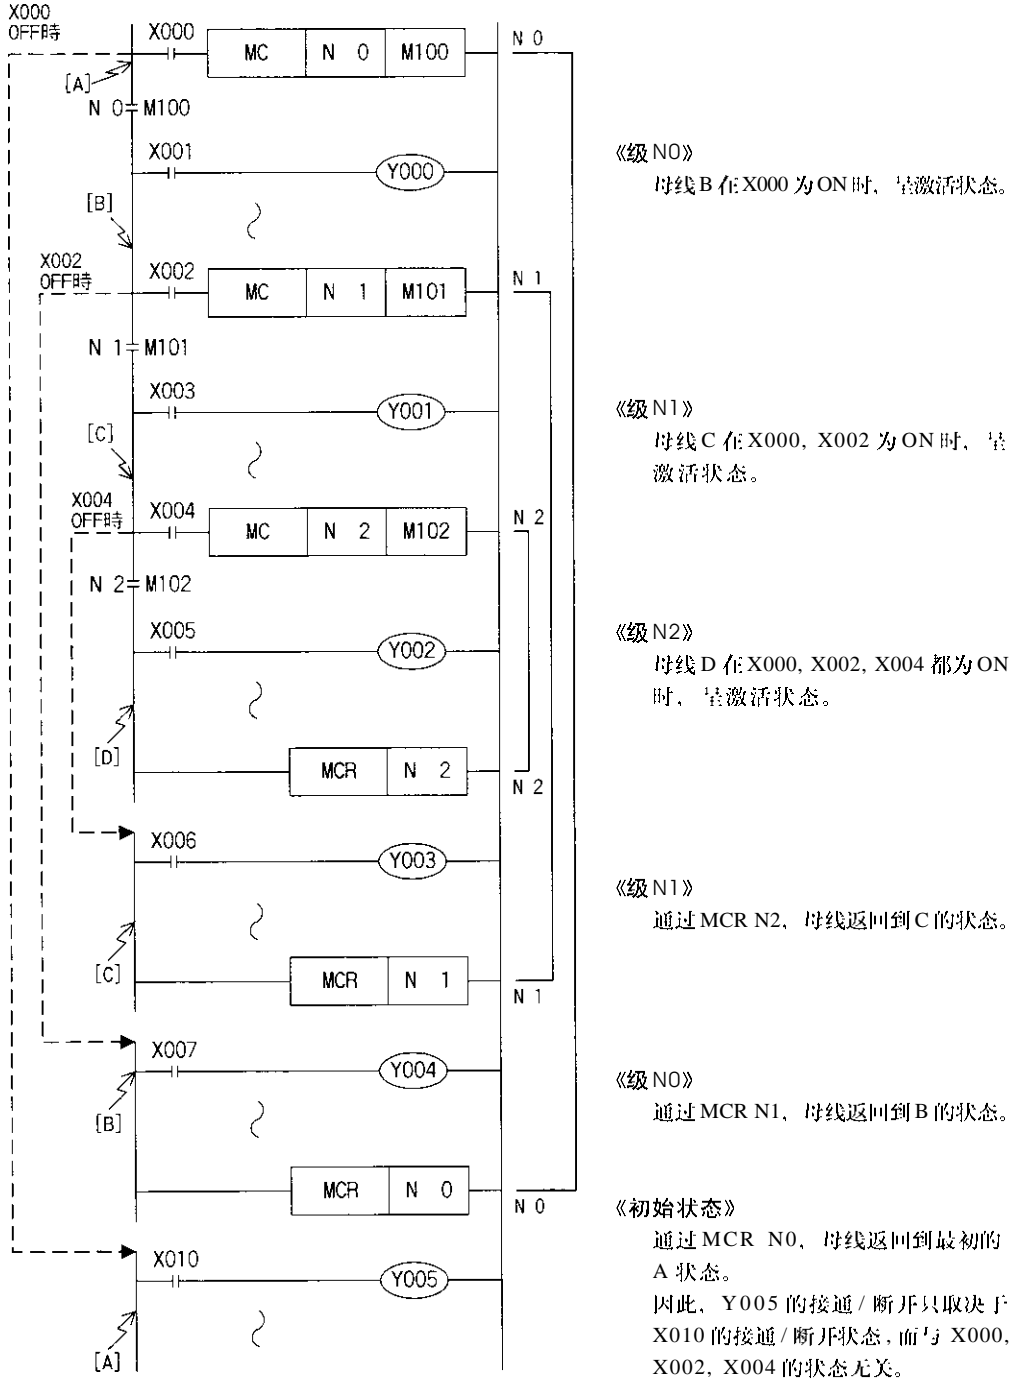 X000
OFF時
X000
MC N 0 M100
N 0
[A]
N 0 M100
X001
Y000
《级N0》
母线B在X000为ON时，呈激活状态。
[B]
X002
OFF時
X002
MC N 1 M101
N 1
N 1 M101
X003
Y001
《级N1》
母线C在X000, X002为ON时，呈
激活状态。
[C]
X004
OFF時
X004
MC N 2 M102
N 2
N 2 M102
X005
Y002
《级N2》
母线D在X000, X002, X004都为ON
时，呈激活状态。
[D]
MCR N 2
N 2
X006
Y003
《级N1》
通过MCR N2，母线返回到C的状态。
[C]
MCR N 1
N 1
X007
Y004
《级N0》
通过MCR N1，母线返回到B的状态。
[B]
MCR N 0
N 0
《初始状态》
通过MCR N0，母线返回到最初的
A状态。
因此，Y005的接通/断开只取决于
X010的接通/断开状态,而与X000,
X002, X004的状态无关。
X010
Y005
[A]